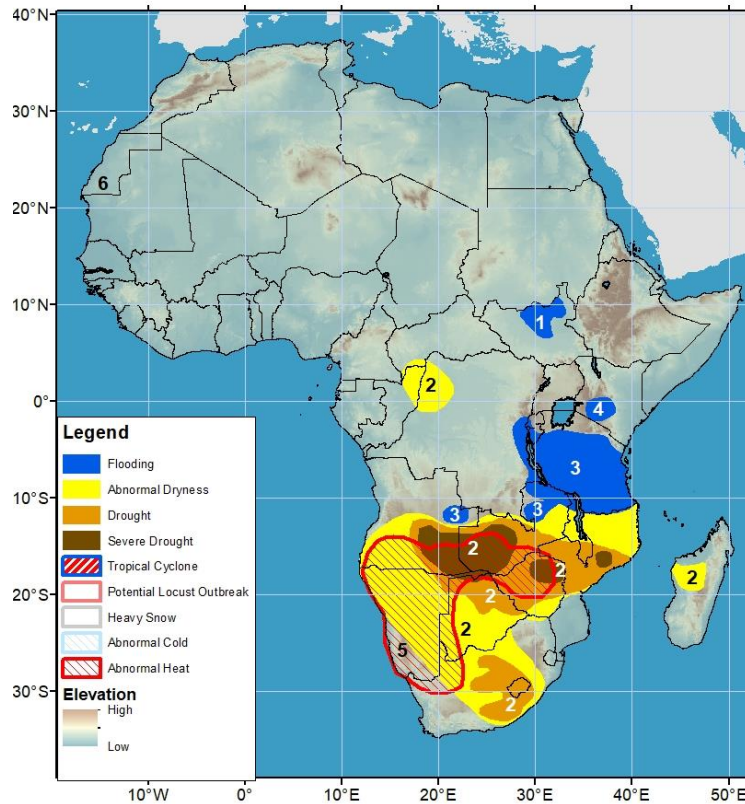 40°N
30°N
6
20°N
10°N
1
2
0°
4
3
10°S
3
3
2
2
2
2
20°S
2
5
30°S
2
Legend
Flooding
Abnormal Dryness
Drought
Severe Drought
Tropical Cyclone
Potential Locust Outbreak
Heavy Snow
Abnormal Cold
Abnormal Heat
Elevation
High
Low
10°W 0° 10°E 20°E 30°E 40°E 50°E